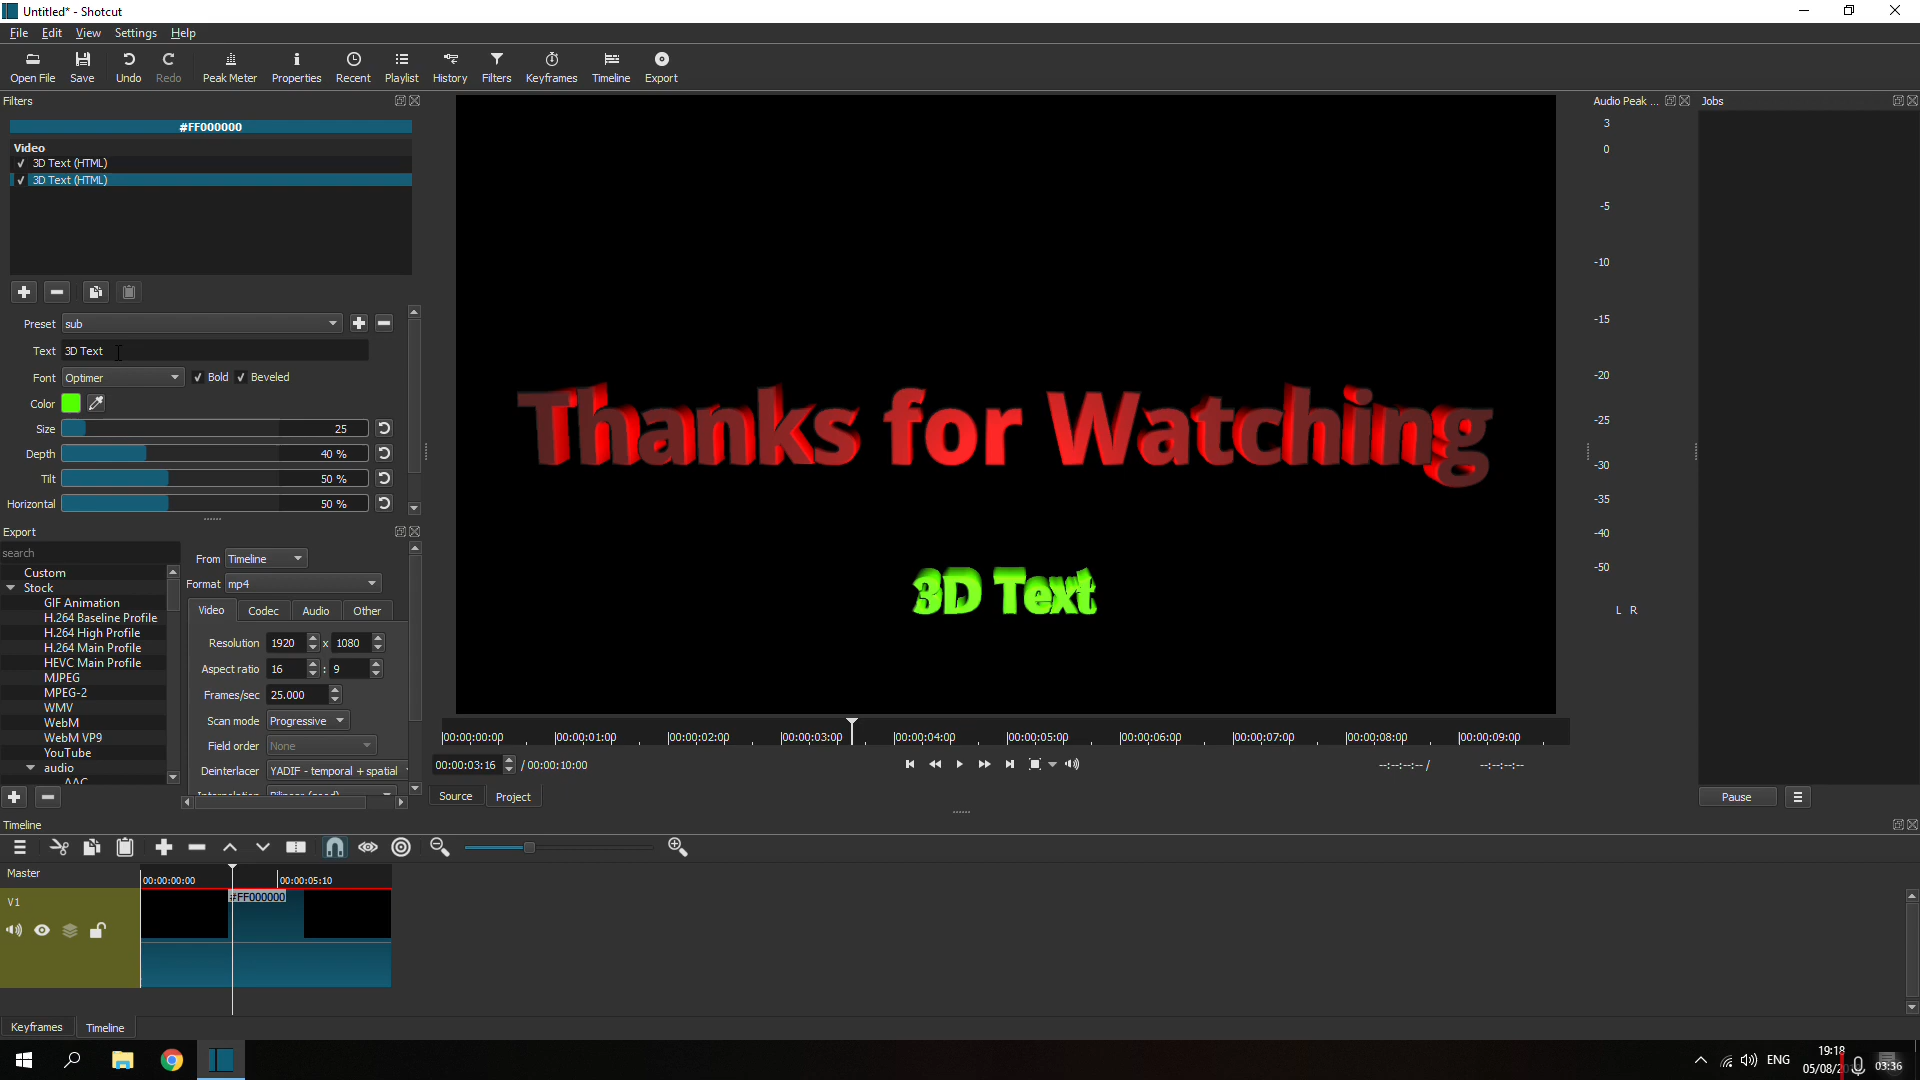 Untitled* - Shotcut
File Edit View Settings Help
Open File Save Undo Redo Peak Meter Properties Recent Playlist History Filters Keyframes Timeline Export
Filters
#FF000000
Video
3D Text (HTML)
3D Text (HTML)
Preset sub
Text 3D Text
Font Optimer Bold Beveled
Color
Size 25
Depth 40 %
Tilt 50 %
Horizontal 50 %
Export
search
Custom
Stock
GIF Animation
H.264 Baseline Profile
H.264 High Profile
H.264 Main Profile
HEVC Main Profile
MJPEG
MPEG-2
WMV
WebM
WebM VP9
YouTube
audio
AAC
From Timeline
Format mp4
Video Codec Audio Other
Resolution 1920 x 1080
Aspect ratio 16 : 9
Frames/sec 25.000
Scan mode Progressive
Field order None
Deinterlacer YADIF - temporal + spatial
Interpolation Bilinear (good)
Thanks for Watching
3D Text
00:00:00:00 00:00:01:00 00:00:02:00 00:00:03:00 00:00:04:00 00:00:05:00 00:00:06:00 00:00:07:00 00:00:08:00 00:00:09:00
00:00:03:16 / 00:00:10:00 --:--:--:-- / --:--:--:--
Source Project
Audio Peak ...
3
0
-5
-10
-15
-20
-25
-30
-35
-40
-50
L R
Jobs
Pause
Timeline
Master
00:00:00:00 00:00:05:10
V1
#FF000000
Keyframes Timeline
ENG
19:18
05/08/2
03:36